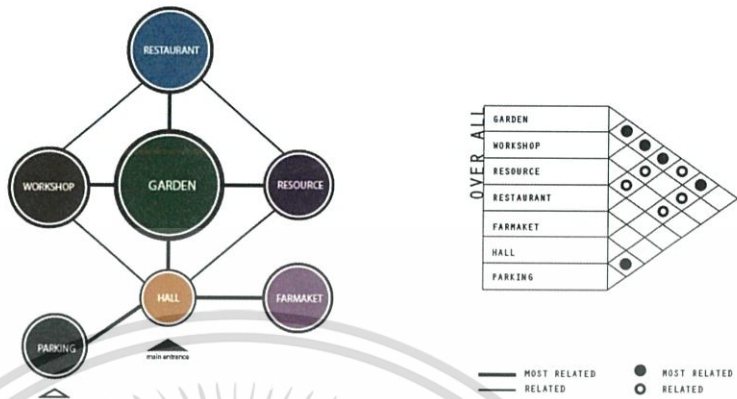 RESTAURANT
WORKSHOP
GARDEN
RESOURCE
HALL
FARMAKET
PARKING
main entrance
OVER ALL
GARDEN
WORKSHOP
RESOURCE
RESTAURANT
FARMAKET
HALL
PARKING
MOST RELATED
MOST RELATED
RELATED
RELATED